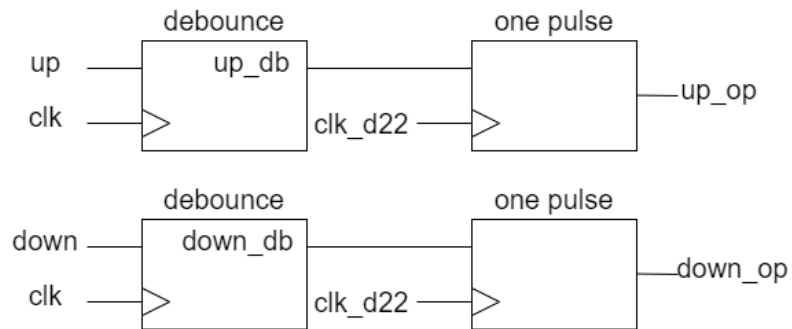 debounce one pulse
up up_db
up_op
clk clk_d22
debounce one pulse
down down_db
down_op
clk clk_d22